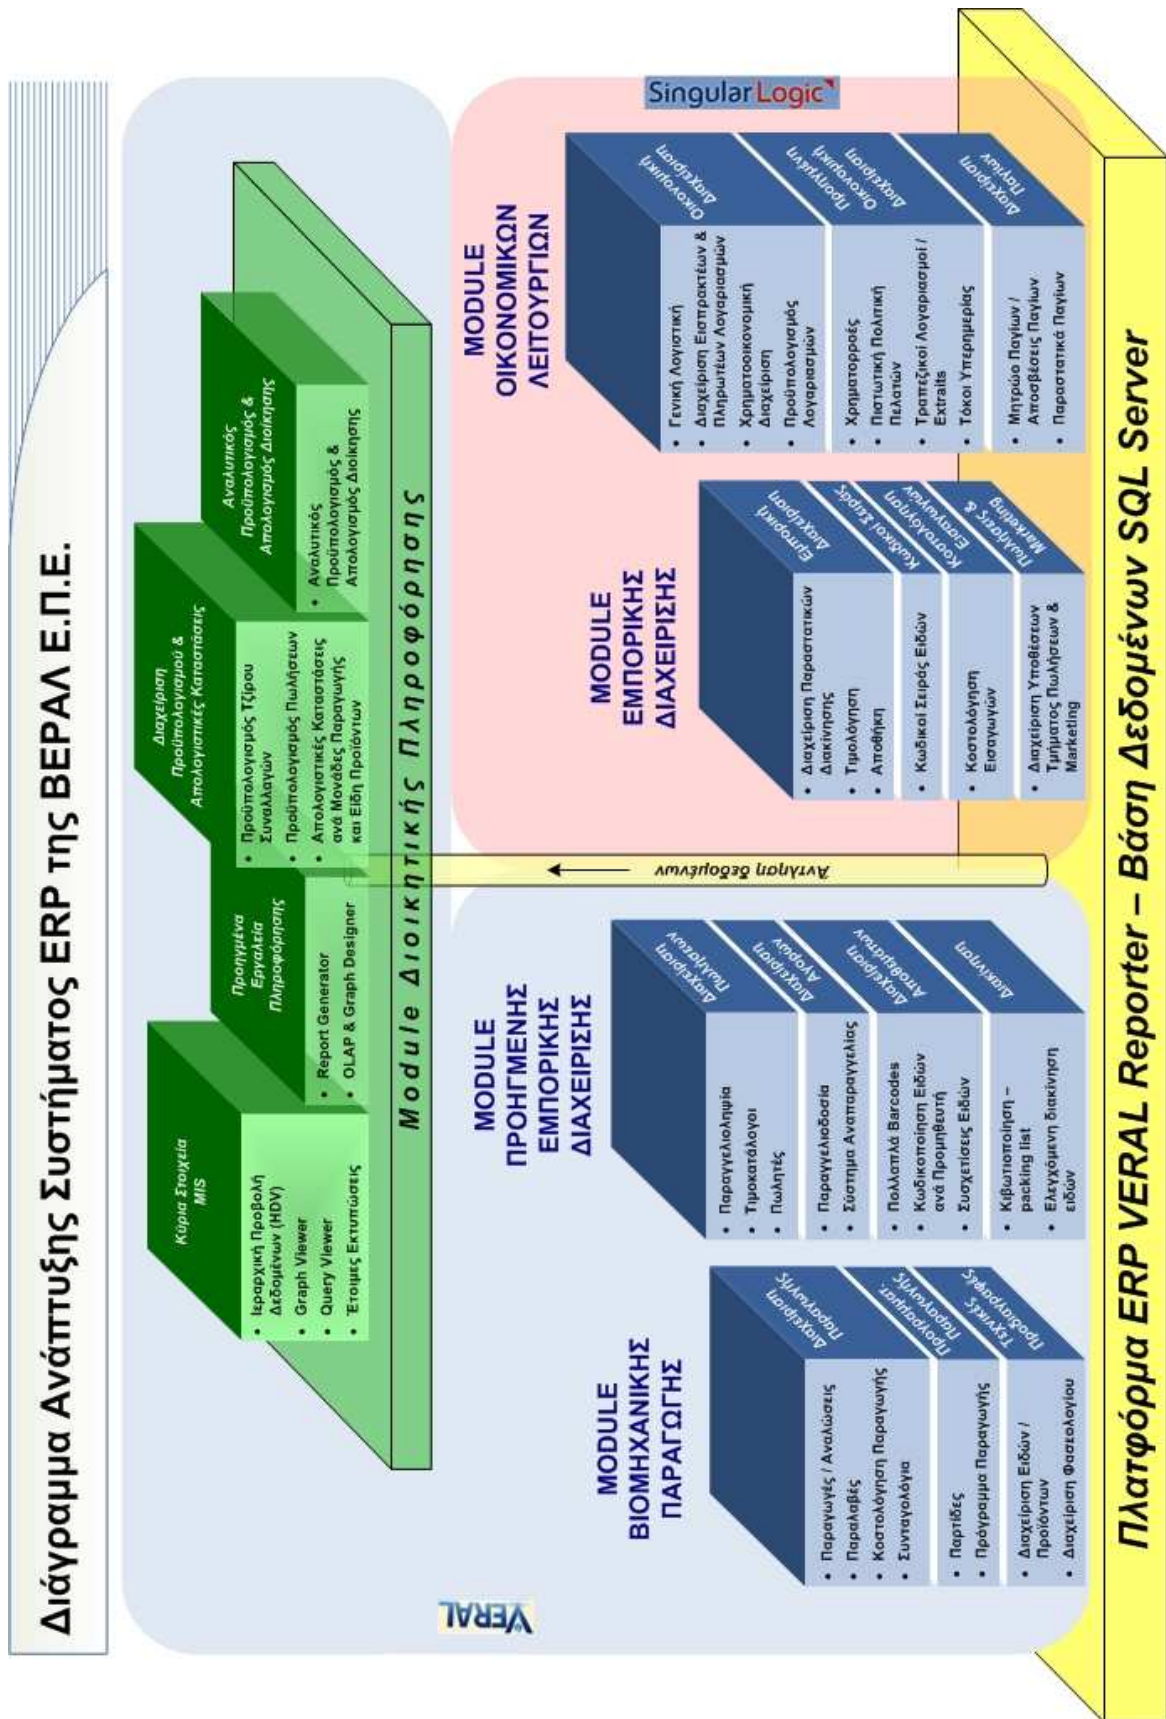 Διάγραμμα Ανάπτυξης Συστήματος ERP της ΒΕΡΑΛ Ε.Π.Ε.
Κύρια Στοιχεία
MIS
• Ιεραρχική Προβολή
Δεδομένων (HDV)
• Graph Viewer
• Query Viewer
• Έτοιμες Εκτυπώσεις
Προηγμένα
Εργαλεία
Πληροφόρησης
• Report Generator
• OLAP & Graph Designer
Διαχείριση
Προϋπολογισμού &
Απολογιστικές Καταστάσεις
• Προϋπολογισμός Τζίρου
Συναλλαγών
• Προϋπολογισμός Πωλήσεων
• Απολογιστικές Καταστάσεις
ανά Μονάδες Παραγωγής
και Είδη Προϊόντων
Αναλυτικός
Προϋπολογισμός &
Απολογισμός Διοίκησης
• Αναλυτικός
Προϋπολογισμός &
Απολογισμός Διοίκησης
Module Διοικητικής Πληροφόρησης
VERAL
SingularLogic
MODULE
ΒΙΟΜΗΧΑΝΙΚΗΣ
ΠΑΡΑΓΩΓΗΣ
• Παραγωγές / Αναλώσεις
• Παραλαβές
• Κοστολόγηση Παραγωγής
• Συνταγολόγια
Διαχείριση
Παραγωγής
• Παρτίδες
• Πρόγραμμα Παραγωγής
Προγραμματ.
Παραγωγής
• Διαχείριση Ειδών /
Προϊόντων
• Διαχείριση Φασεολογίου
Τεχνικές
Προδιαγραφές
MODULE
ΠΡΟΗΓΜΕΝΗΣ
ΕΜΠΟΡΙΚΗΣ
ΔΙΑΧΕΙΡΙΣΗΣ
• Παραγγελιοληψία
• Τιμοκατάλογοι
• Πωλητές
Διαχείριση
Πωλήσεων
• Παραγγελιοδοσία
• Σύστημα Αναπαραγγελίας
Διαχείριση
Αγορών
• Πολλαπλά Barcodes
• Κωδικοποίηση Ειδών
ανά Προμηθευτή
• Συσχετίσεις Ειδών
Διαχείριση
Αποθεμάτων
• Κιβωτιοποίηση –
packing list
• Ελεγχόμενη διακίνηση
ειδών
Διακίνηση
Άντληση δεδομένων
MODULE
ΕΜΠΟΡΙΚΗΣ
ΔΙΑΧΕΙΡΙΣΗΣ
• Διαχείριση Παραστατικών
Διακίνησης
• Τιμολόγηση
• Αποθήκη
Εμπορική
Διαχείριση
• Κωδικοί Σειράς Ειδών
Κωδικοί Σειράς
• Κοστολόγηση
Εισαγωγών
Κοστολόγηση
Εισαγωγών
• Διαχείριση Υποθέσεων
Τμήματος Πωλήσεων &
Marketing
Πωλήσεις &
Marketing
MODULE
ΟΙΚΟΝΟΜΙΚΩΝ
ΛΕΙΤΟΥΡΓΙΩΝ
• Γενική Λογιστική
• Διαχείριση Εισπρακτέων &
Πληρωτέων Λογαριασμών
• Χρηματοοικονομική
Διαχείριση
• Προϋπολογισμός
Λογαριασμών
Οικονομική
Διαχείριση
• Χρηματορροές
• Πιστωτική Πολιτική
Πελατών
• Τραπεζικοί Λογαριασμοί /
Extraits
• Τόκοι Υπερημερίας
Προηγμένη
Οικονομική
Διαχείριση
• Μητρώο Παγίων /
Αποσβέσεις Παγίων
• Παραστατικά Παγίων
Διαχείριση
Παγίων
Πλατφόρμα ERP VERAL Reporter – Βάση Δεδομένων SQL Server